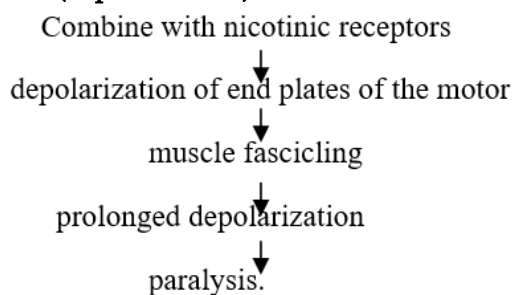 Combine with nicotinic receptors
depolarization of end plates of the motor
muscle fascicling
prolonged depolarization
paralysis.